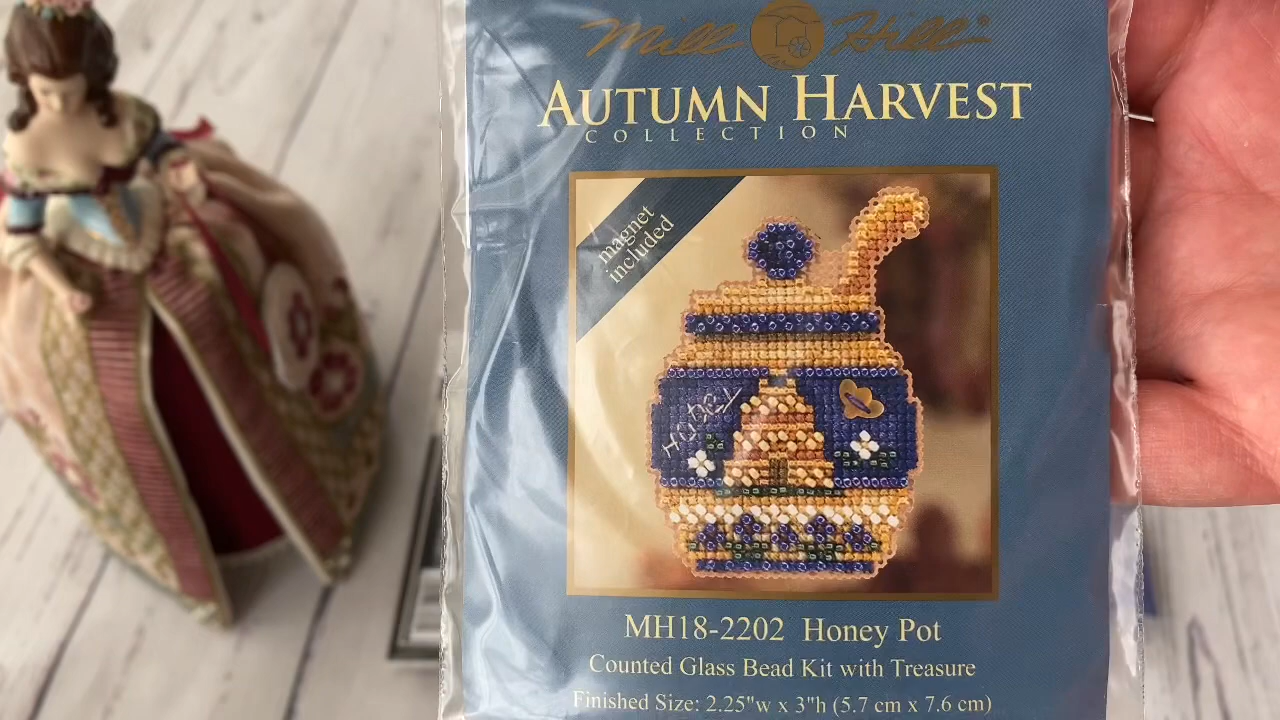 Mill Hill®
AUTUMN HARVEST
COLLECTION
magnet
included
HONEY
MH18-2202 Honey Pot
Counted Glass Bead Kit with Treasure
Finished Size: 2.25"w x 3"h (5.7 cm x 7.6 cm)